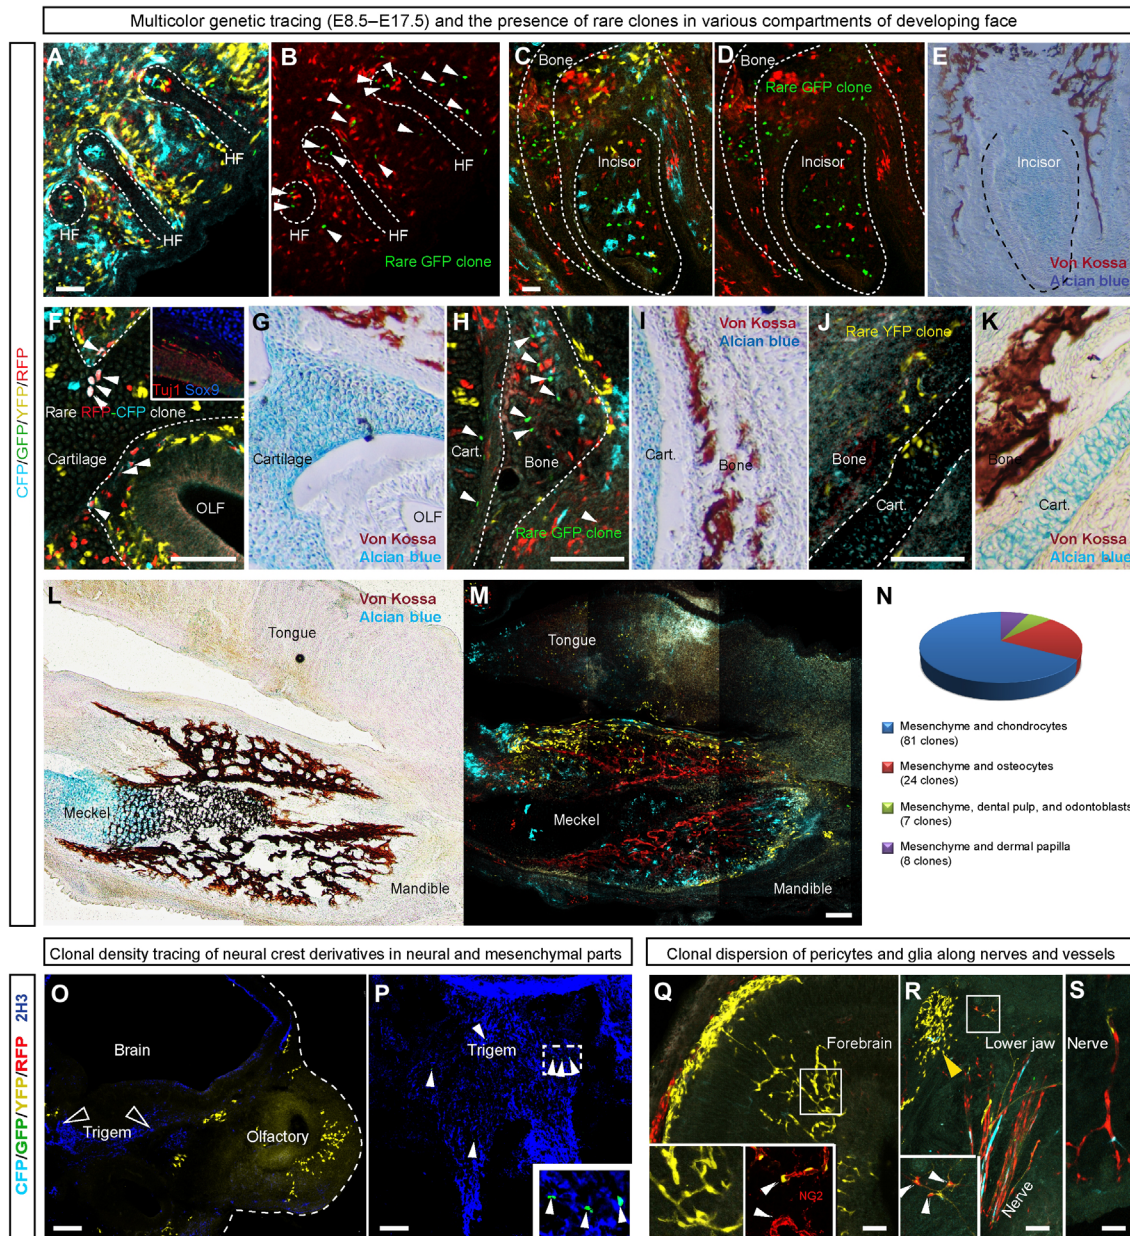 Multicolor genetic tracing (E8.5–E17.5) and the presence of rare clones in various compartments of developing face
CFP/GFP/YFP/RFP
A
HF
HF
HF
B
HF
HF
HF
Rare GFP clone
C
Bone
Incisor
D
Bone
Rare GFP clone
Incisor
E
Incisor
Von Kossa
Alcian blue
F
Tuj1 Sox9
Rare RFP-CFP clone
Cartilage
OLF
G
Cartilage
OLF
Von Kossa
Alcian blue
H
Cart.
Bone
Rare GFP clone
I
Von Kossa
Alcian blue
Cart.
Bone
J
Rare YFP clone
Bone
Cart.
K
Bone
Cart.
Von Kossa
Alcian blue
L
Von Kossa
Alcian blue
Tongue
Meckel
Mandible
M
Tongue
Meckel
Mandible
N
Mesenchyme and chondrocytes
(81 clones)
Mesenchyme and osteocytes
(24 clones)
Mesenchyme, dental pulp, and odontoblasts
(7 clones)
Mesenchyme and dermal papilla
(8 clones)
Clonal density tracing of neural crest derivatives in neural and mesenchymal parts
Clonal dispersion of pericytes and glia along nerves and vessels
CFP/GFP/YFP/RFP 2H3
O
Brain
Trigem
Olfactory
P
Trigem
Q
Forebrain
NG2
R
Lower jaw
Nerve
S
Nerve